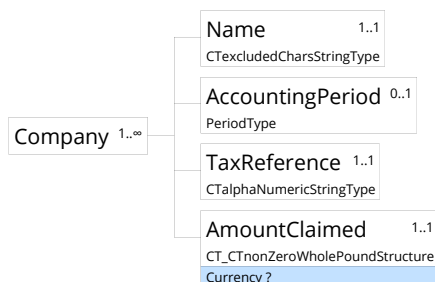 Name 1..1
CTexcludedCharsStringType
AccountingPeriod 0..1
PeriodType
Company 1..∞
TaxReference 1..1
CTalphaNumericStringType
AmountClaimed 1..1
CT_CTnonZeroWholePoundStructure
Currency ?